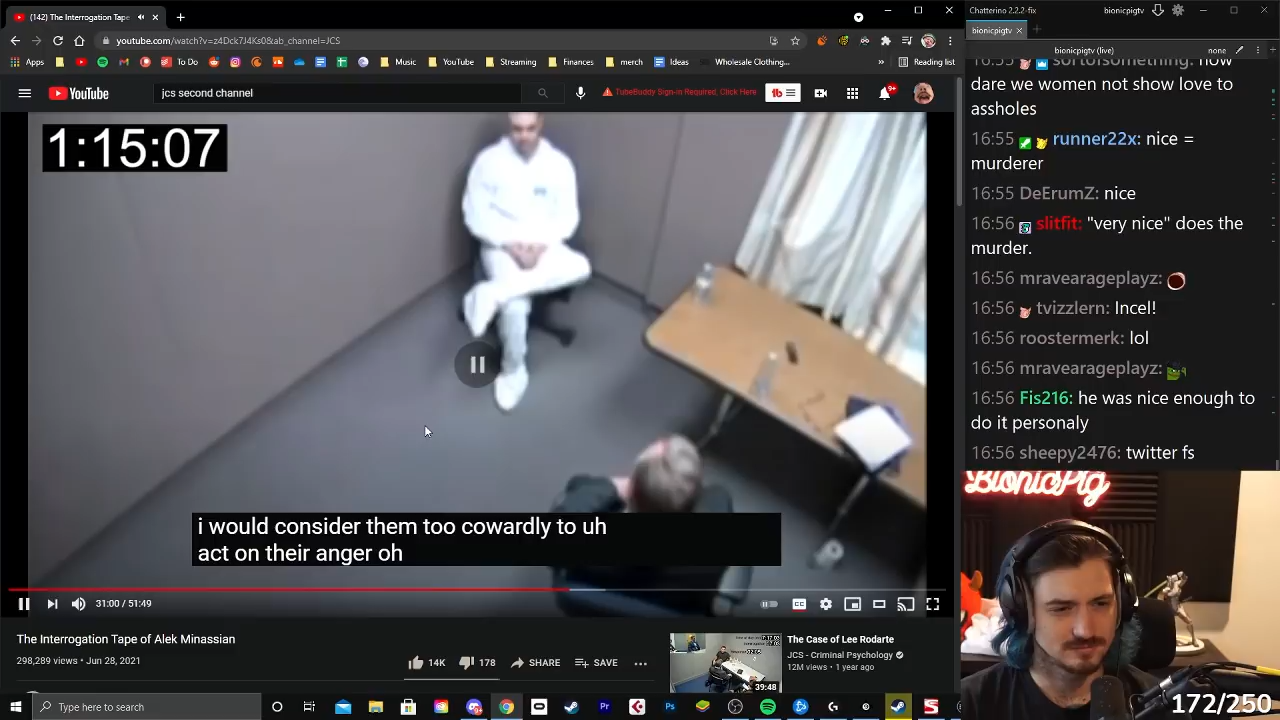 (142) The Interrogation Tape
youtube.com/watch?v=z4Dck7J4Ks0&ab_channel=JCS
Apps
To Do
Music
YouTube
Streaming
Finances
merch
Ideas
Wholesale Clothing...
Reading list
YouTube
jcs second channel
TubeBuddy Sign-in Required, Click Here
9+
1:15:07
i would consider them too cowardly to uh
act on their anger oh
31:00 / 51:49
The Interrogation Tape of Alek Minassian
298,289 views • Jun 28, 2021
14K
178
SHARE
SAVE
39:48
The Case of Lee Rodarte
JCS - Criminal Psychology
12M views • 1 year ago
Type here to search
Chatterino 2.2.2-fix
bionicpigtv
bionicpigtv
bionicpigtv (live)
none
16:55 sortofsomething: how
dare we women not show love to
assholes
16:55 runner22x: nice =
murderer
16:55 DeErumZ: nice
16:56 slitfit: "very nice" does the
murder.
16:56 mravearageplayz:
16:56 tvizzlern: Incel!
16:56 roostermerk: lol
16:56 mravearageplayz:
16:56 Fis216: he was nice enough to
do it personaly
16:56 sheepy2476: twitter fs
BionicPig
172/250